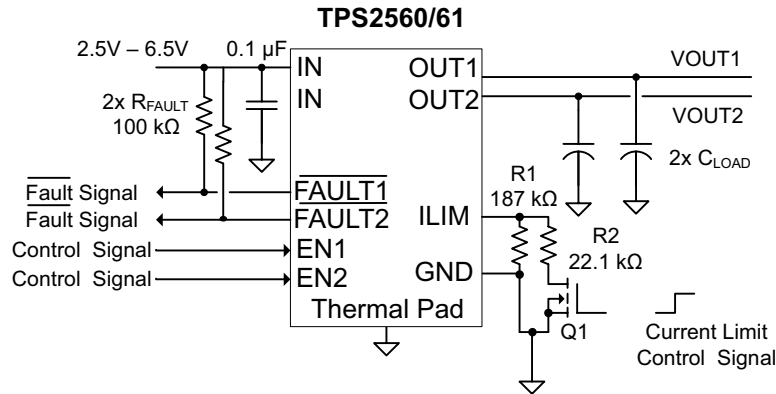 TPS2560/61
2.5V – 6.5V
0.1 µF
IN
OUT1
VOUT1
IN
OUT2
VOUT2
2x RFAULT
100 kΩ
2x CLOAD
R1
187 kΩ
Fault Signal
FAULT1
Fault Signal
FAULT2
ILIM
R2
22.1 kΩ
Control Signal
EN1
Control Signal
EN2
GND
Thermal Pad
Q1
Current Limit
Control Signal